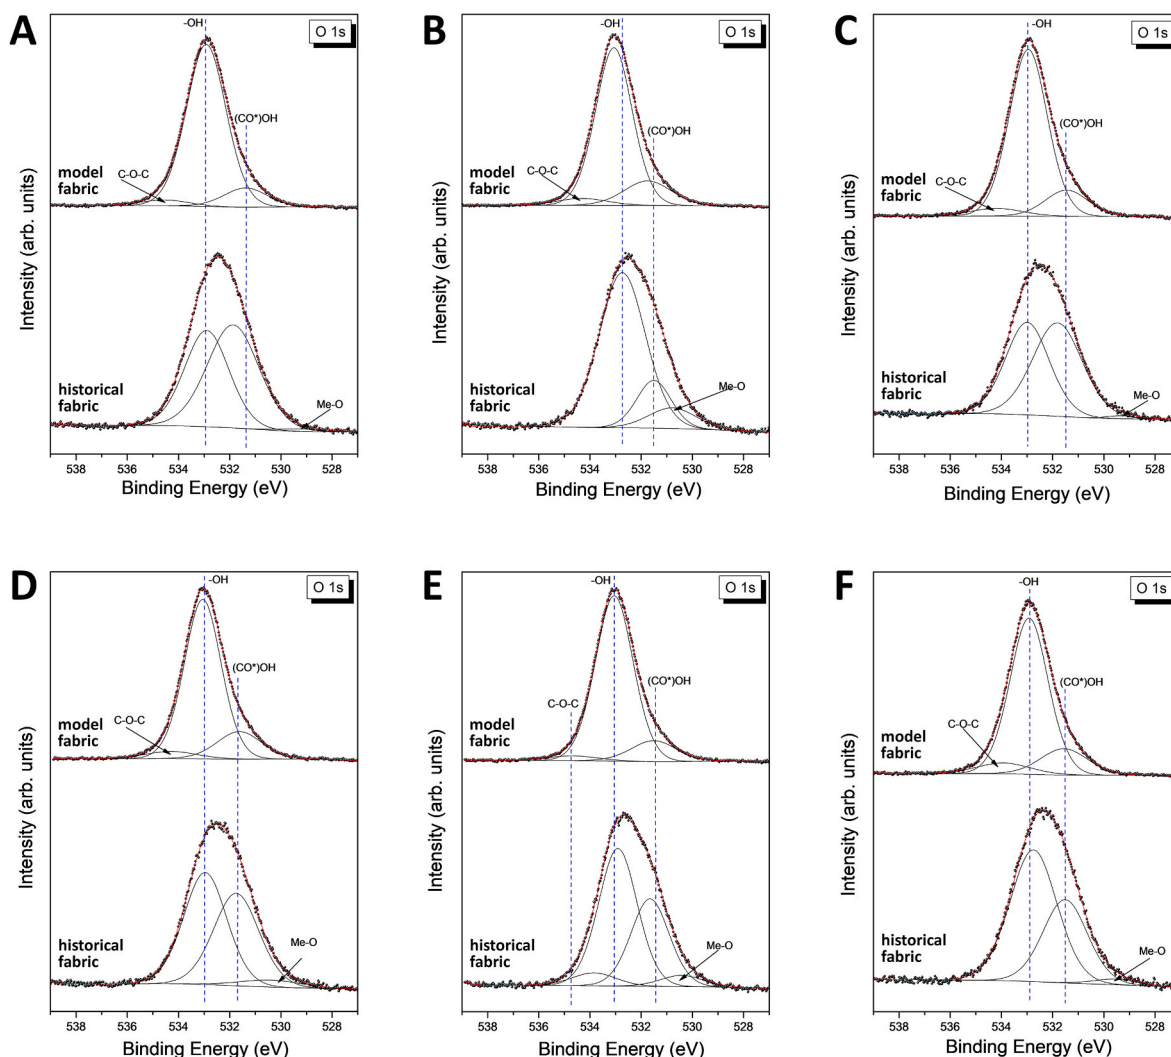 A
-OH
O 1s
(CO*)OH
C-O-C
model
fabric
historical
fabric
Me-O
Intensity (arb. units)
538 536 534 532 530 528
Binding Energy (eV)
B
-OH
O 1s
(CO*)OH
C-O-C
model
fabric
historical
fabric
Me-O
Intensity (arb. units)
538 536 534 532 530 528
Binding Energy (eV)
C
-OH
O 1s
(CO*)OH
C-O-C
model
fabric
historical
fabric
Me-O
Intensity (arb. units)
538 536 534 532 530 528
Binding Energy (eV)
D
-OH
O 1s
(CO*)OH
C-O-C
model
fabric
historical
fabric
Me-O
Intensity (arb. units)
538 536 534 532 530 528
Binding Energy (eV)
E
-OH
O 1s
(CO*)OH
C-O-C
model
fabric
historical
fabric
Me-O
Intensity (arb. units)
538 536 534 532 530 528
Binding Energy (eV)
F
-OH
O 1s
(CO*)OH
C-O-C
model
fabric
historical
fabric
Me-O
Intensity (arb. units)
538 536 534 532 530 528
Binding Energy (eV)